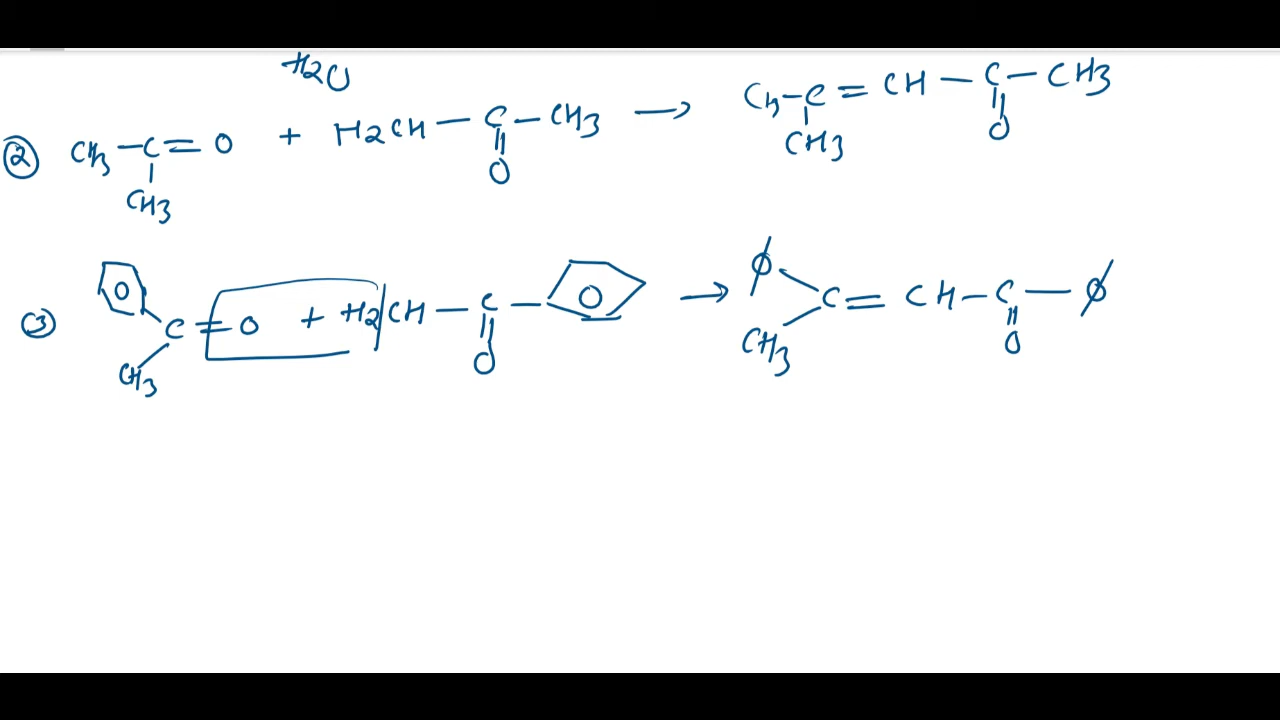 H2O
② CH3 – C = O + H2CH – C – CH3 → CH3 – C = CH – C – CH3
CH3 O CH3 O
③ C = O + H2CH – C – → ϕ C = CH – C – ϕ
CH3 O CH3 O